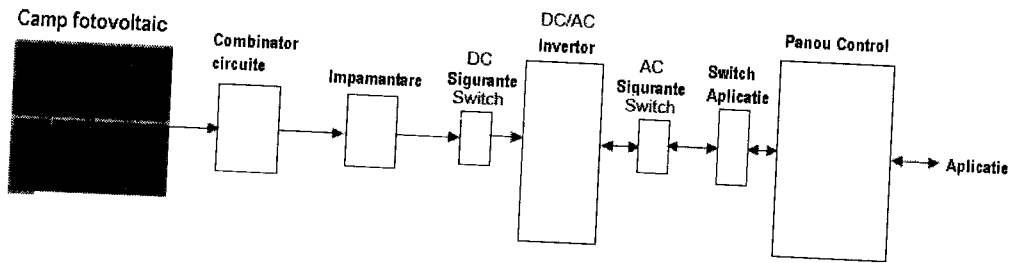 Camp fotovoltaic
Combinator
circuite
Impamantare
DC
Sigurante
Switch
DC/AC
Invertor
AC
Sigurante
Switch
Switch
Aplicatie
Panou Control
Aplicatie